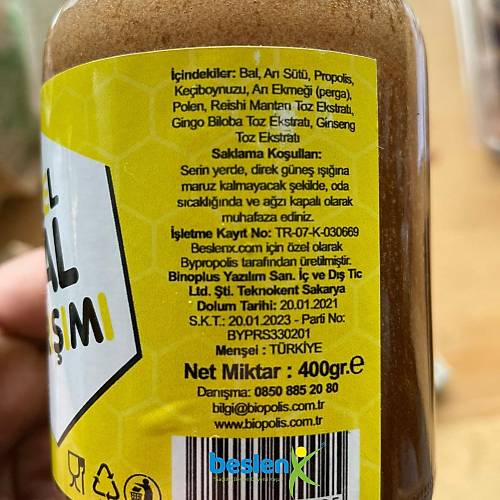 İçindekiler: Bal, Arı Sütü, Propolis,
Keçiboynuzu, Arı Ekmeği (perga),
Polen, Reishi Mantarı Toz Ekstratı,
Gingo Biloba Toz Ekstratı, Ginseng
Toz Ekstratı
Saklama Koşulları:
Serin yerde, direk güneş ışığına
maruz kalmayacak şekilde, oda
sıcaklığında ve ağzı kapalı olarak
muhafaza ediniz.
İşletme Kayıt No: TR-07-K-030669
Beslenx.com için özel olarak
Bypropolis tarafından üretilmiştir.
Binoplus Yazılım San. İç ve Dış Tic
Ltd. Şti. Teknokent Sakarya
Dolum Tarihi: 20.01.2021
S.K.T.: 20.01.2023 - Parti No:
BYPRS330201
Menşei : TÜRKİYE
Net Miktar : 400gr.e
Danışma: 0850 885 20 80
bilgi@biopolis.com.tr
www.biopolis.com.tr
beslenX